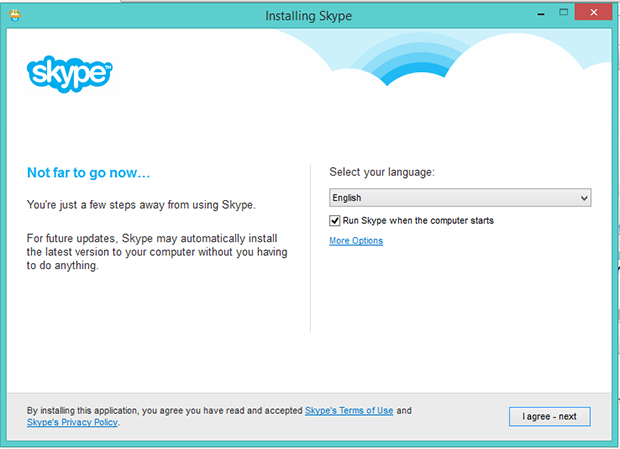 Installing Skype
skype™
Not far to go now…
You're just a few steps away from using Skype.
For future updates, Skype may automatically install
the latest version to your computer without you having
to do anything.
Select your language:
English
Run Skype when the computer starts
More Options
By installing this application, you agree you have read and accepted Skype's Terms of Use and
Skype's Privacy Policy.
I agree - next